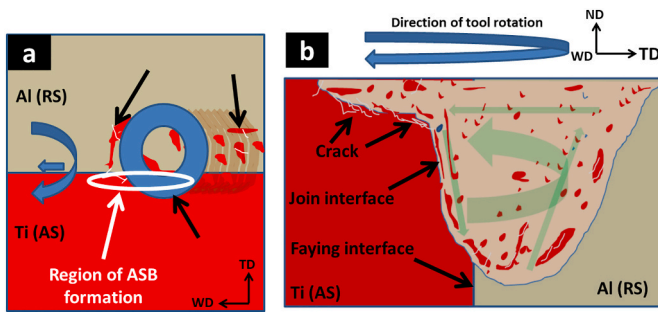 a
Al (RS)
Ti (AS)
Region of ASB
formation
TD
WD
b
Direction of tool rotation
ND
WD
TD
Crack
Join interface
Faying interface
Ti (AS)
Al (RS)